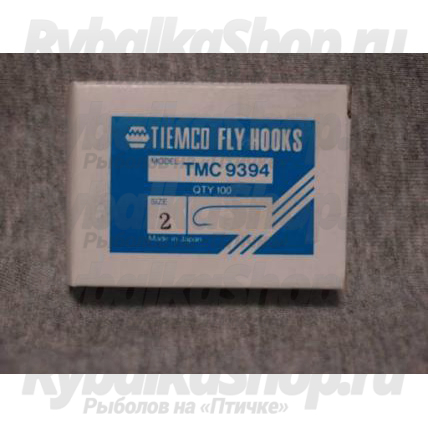 RybalkaShop.ru
TIEMCO FLY HOOKS
MODEL TMC 9394
QTY 100
SIZE
2
Made in Japan
RybalkaShop.ru
Рыболов на «Птичке»